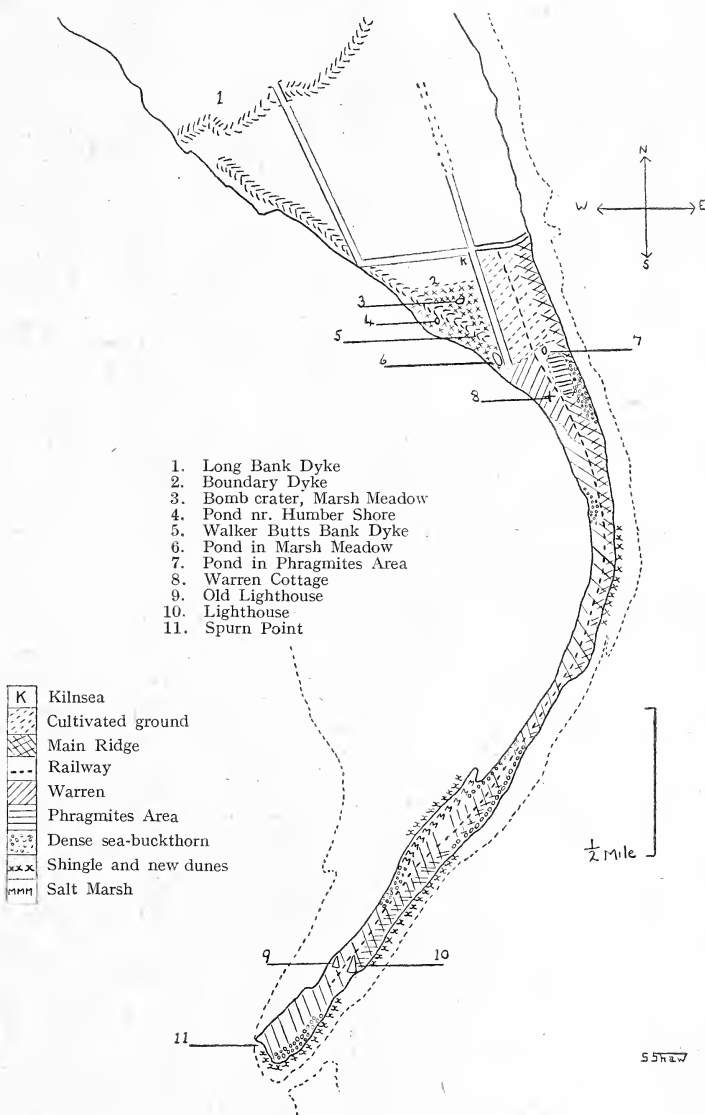 1
N
W E
S
K
2
3
4
5
6
7
8
1. Long Bank Dyke
2. Boundary Dyke
3. Bomb crater, Marsh Meadow
4. Pond nr. Humber Shore
5. Walker Butts Bank Dyke
6. Pond in Marsh Meadow
7. Pond in Phragmites Area
8. Warren Cottage
9. Old Lighthouse
10. Lighthouse
11. Spurn Point
K Kilnsea
Cultivated ground
Main Ridge
Railway
Warren
Phragmites Area
Dense sea-buckthorn
xxx Shingle and new dunes
mmm Salt Marsh
½ Mile
9
10
11
S Shaw